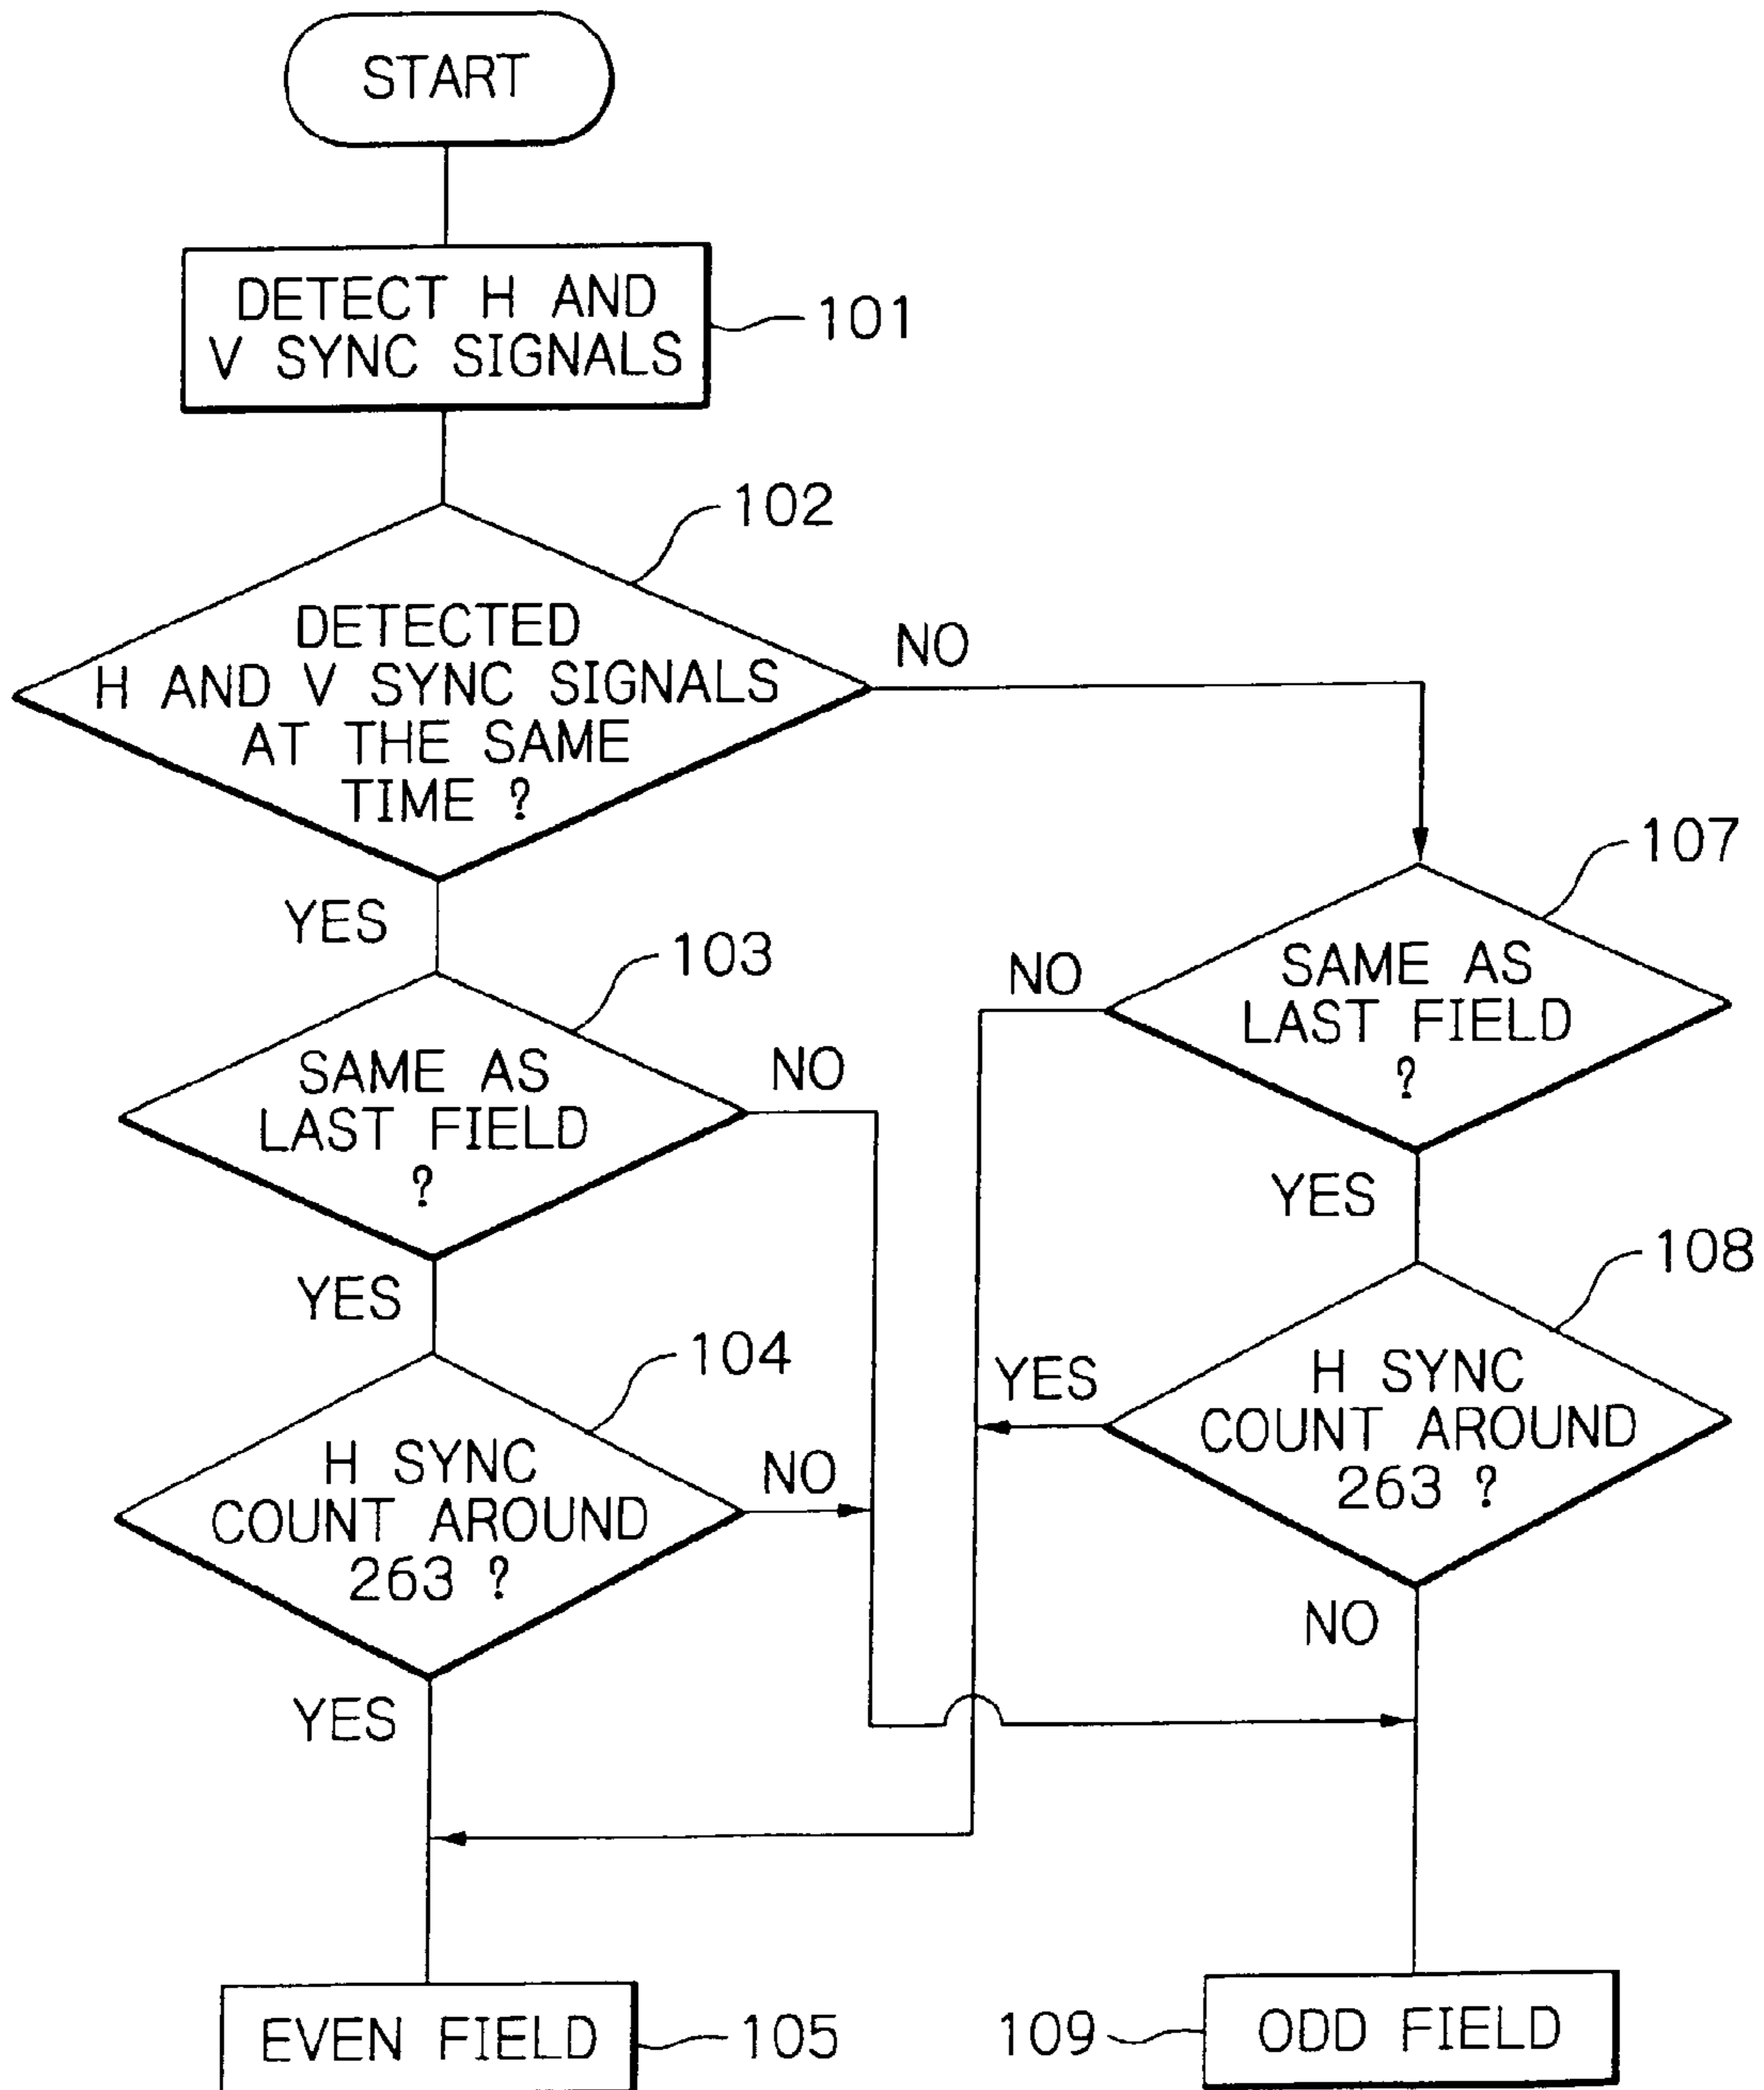 START
DETECT H AND
V SYNC SIGNALS
101
102
DETECTED
H AND V SYNC SIGNALS
AT THE SAME
TIME ?
NO
YES
103
SAME AS
LAST FIELD
?
NO
YES
104
H SYNC
COUNT AROUND
263 ?
NO
YES
107
SAME AS
LAST FIELD
?
NO
YES
108
H SYNC
COUNT AROUND
263 ?
YES
NO
EVEN FIELD
105
109
ODD FIELD